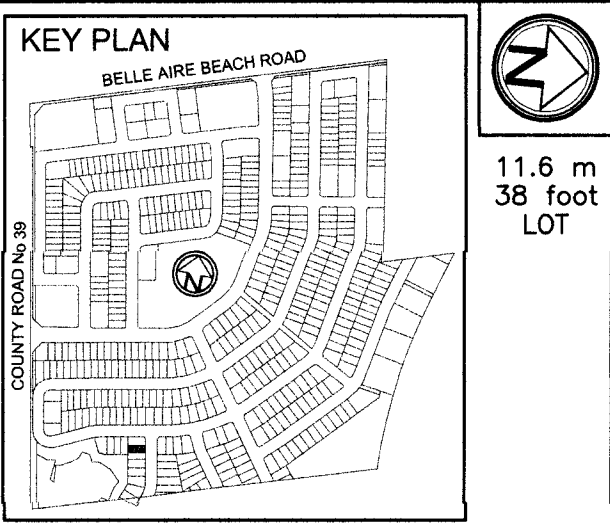 KEY PLAN
BELLE AIRE BEACH ROAD
COUNTY ROAD No 39
N
N
11.6 m
38 foot
LOT